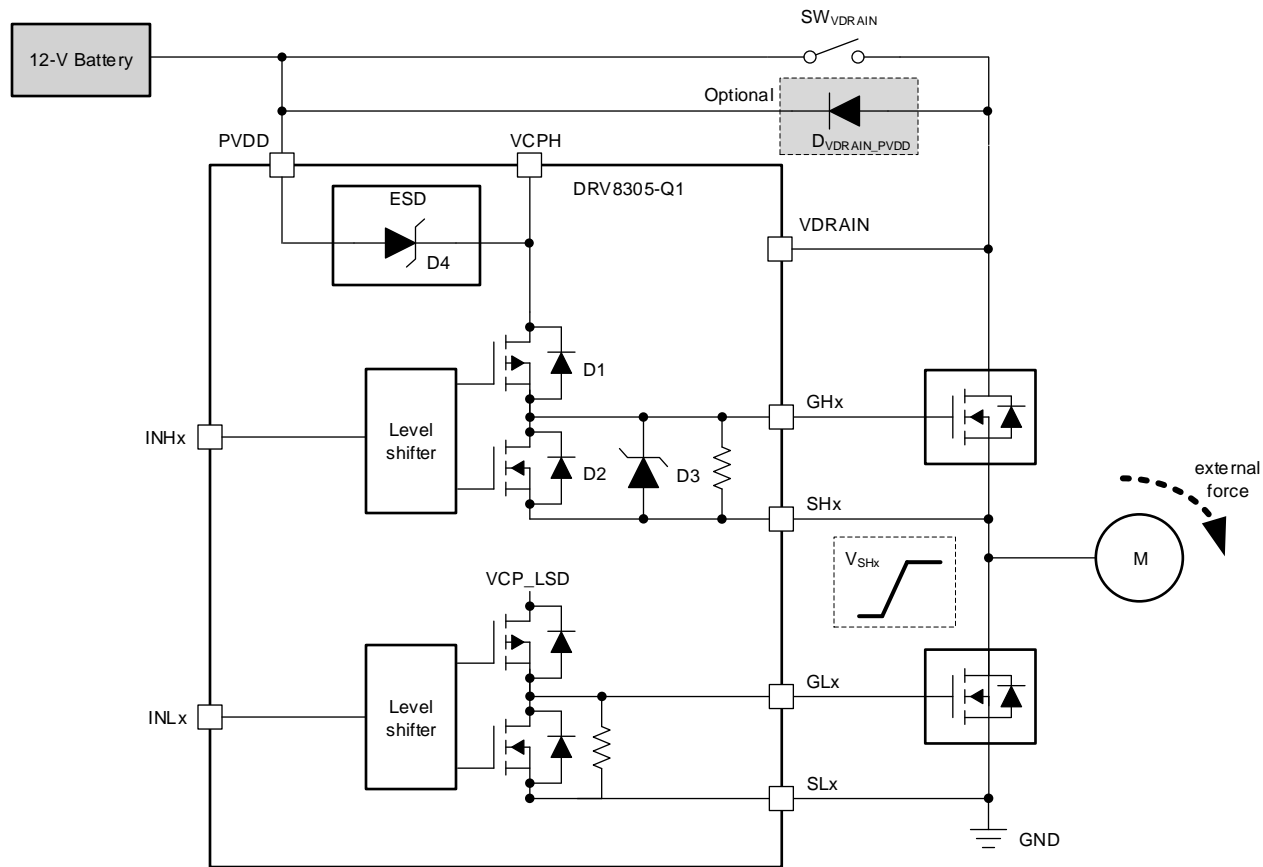 SWVDRAIN
12-V Battery
Optional
DVDRAIN_PVDD
PVDD
VCPH
DRV8305-Q1
ESD
D4
VDRAIN
D1
GHx
INHx
Level
shifter
D2
D3
external
force
SHx
VSHx
M
VCP_LSD
GLx
INLx
Level
shifter
SLx
GND